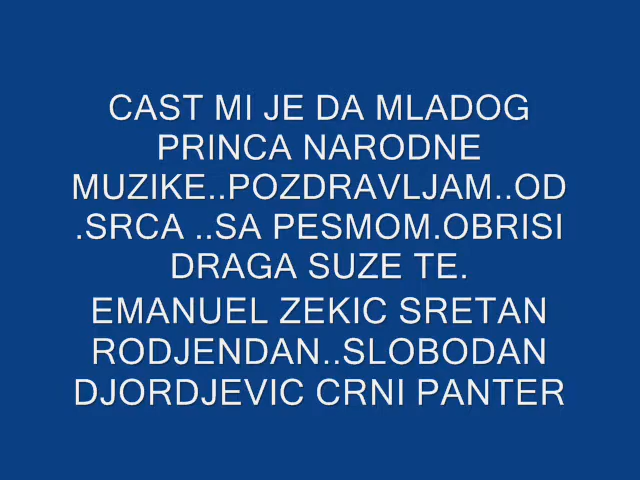 CAST MI JE DA MLADOG
PRINCA NARODNE
MUZIKE..POZDRAVLJAM..OD
.SRCA ..SA PESMOM.OBRISI
DRAGA SUZE TE.
EMANUEL ZEKIC SRETAN
RODJENDAN..SLOBODAN
DJORDJEVIC CRNI PANTER